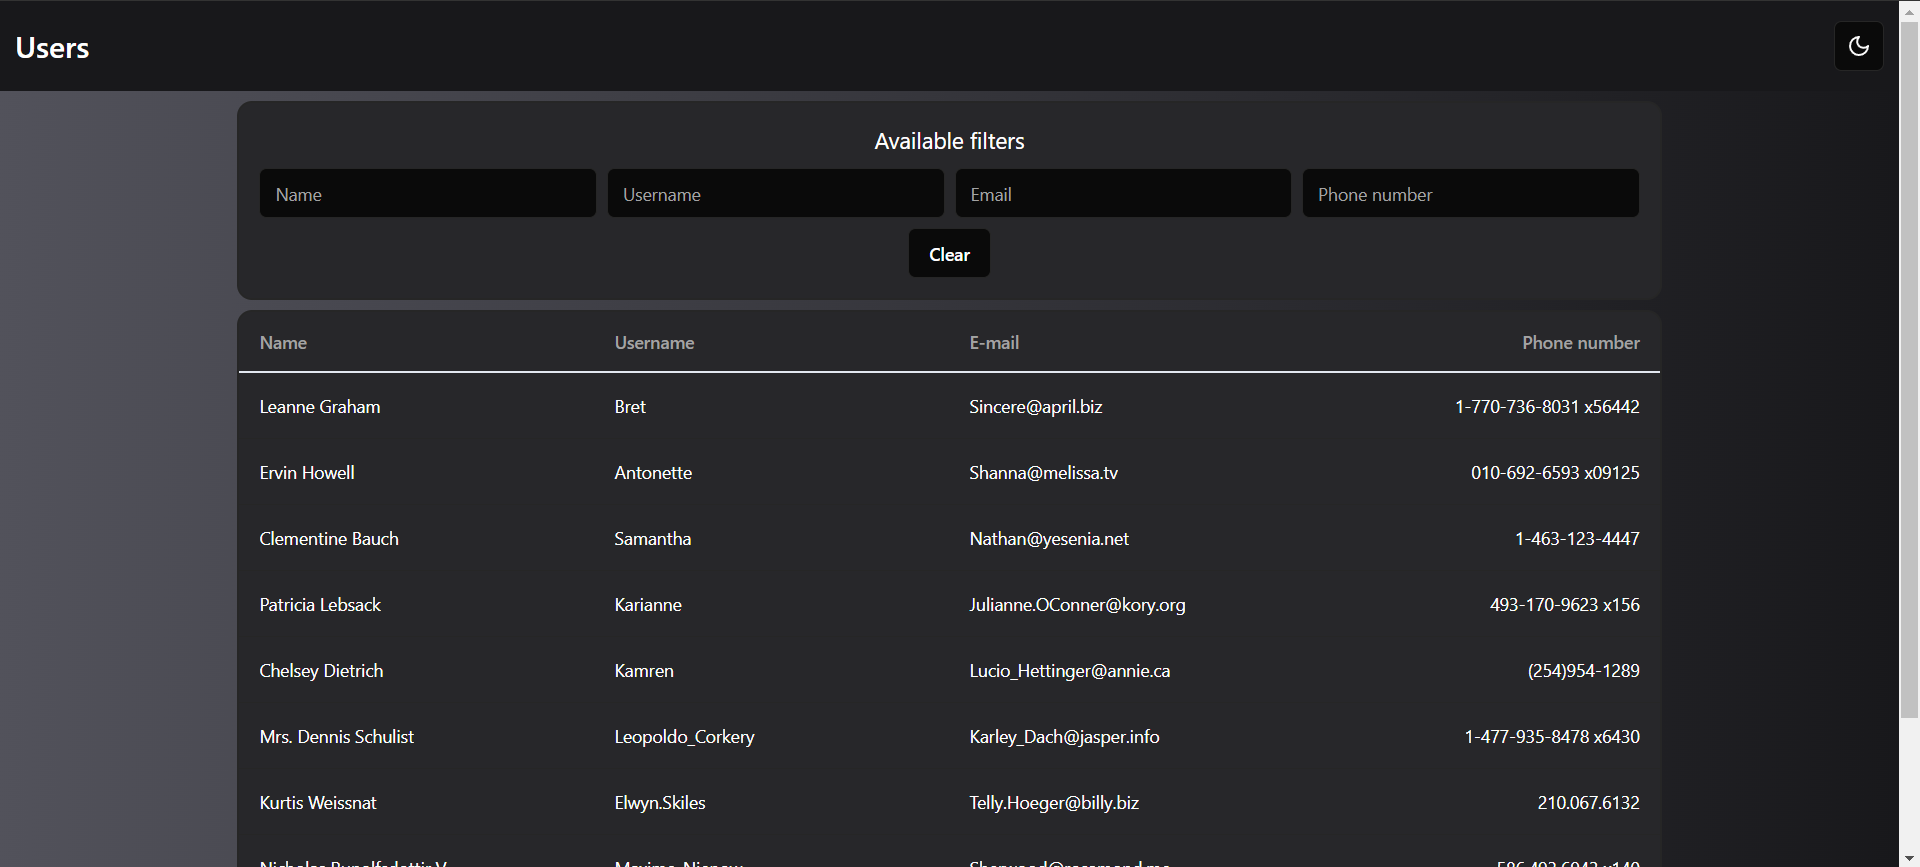 Users
Available filters
Name Username Email Phone number
Clear
Name Username E-mail Phone number
Leanne Graham Bret Sincere@april.biz 1-770-736-8031 x56442
Ervin Howell Antonette Shanna@melissa.tv 010-692-6593 x09125
Clementine Bauch Samantha Nathan@yesenia.net 1-463-123-4447
Patricia Lebsack Karianne Julianne.OConner@kory.org 493-170-9623 x156
Chelsey Dietrich Kamren Lucio_Hettinger@annie.ca (254)954-1289
Mrs. Dennis Schulist Leopoldo_Corkery Karley_Dach@jasper.info 1-477-935-8478 x6430
Kurtis Weissnat Elwyn.Skiles Telly.Hoeger@billy.biz 210.067.6132